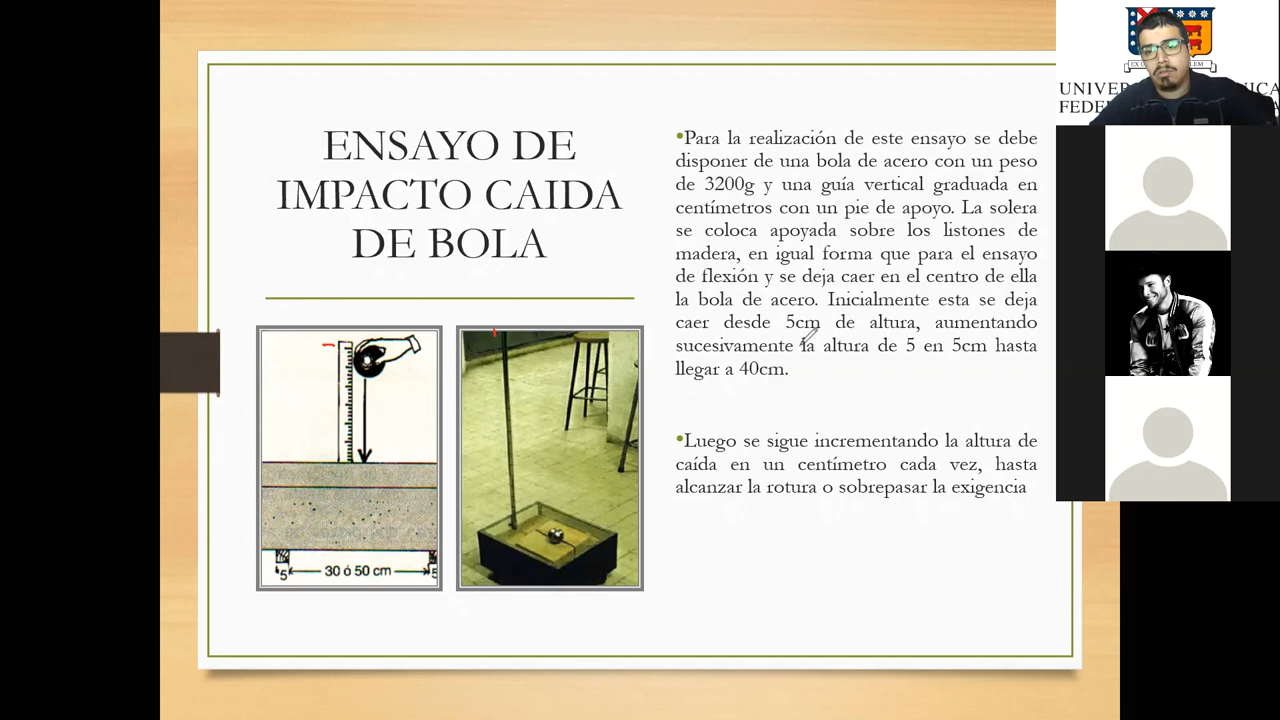 ENSAYO DE
IMPACTO CAIDA
DE BOLA
30 ó 50 cm
•Para la realización de este ensayo se debe
disponer de una bola de acero con un peso
de 3200g y una guía vertical graduada en
centímetros con un pie de apoyo. La solera
se coloca apoyada sobre los listones de
madera, en igual forma que para el ensayo
de flexión y se deja caer en el centro de ella
la bola de acero. Inicialmente esta se deja
caer desde 5cm de altura, aumentando
sucesivamente la altura de 5 en 5cm hasta
llegar a 40cm.
•Luego se sigue incrementando la altura de
caída en un centímetro cada vez, hasta
alcanzar la rotura o sobrepasar la exigencia